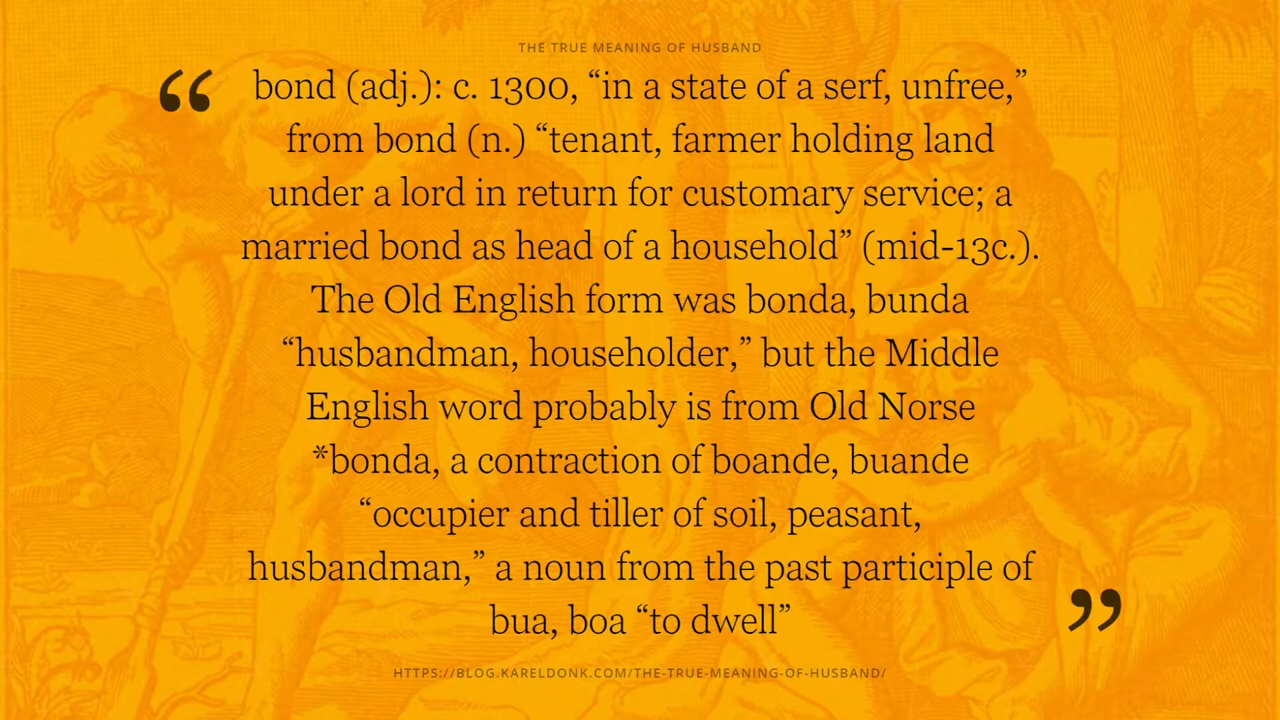 THE TRUE MEANING OF HUSBAND
“ bond (adj.): c. 1300, “in a state of a serf, unfree,”
from bond (n.) “tenant, farmer holding land
under a lord in return for customary service; a
married bond as head of a household” (mid-13c.).
The Old English form was bonda, bunda
“husbandman, householder,” but the Middle
English word probably is from Old Norse
*bonda, a contraction of boande, buande
“occupier and tiller of soil, peasant,
husbandman,” a noun from the past participle of
bua, boa “to dwell” ”
HTTPS://BLOG.KARELDONK.COM/THE-TRUE-MEANING-OF-HUSBAND/